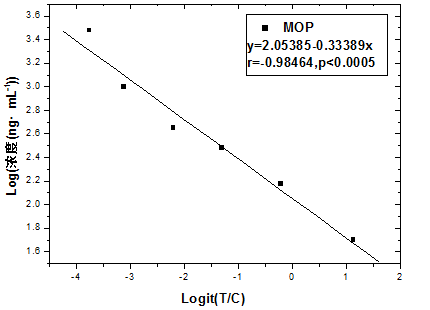 MOP
y=2.05385-0.33389x
r=-0.98464,p<0.0005
3.6
3.4
3.2
3.0
2.8
2.6
2.4
2.2
2.0
1.8
1.6
Log(浓度(ng· mL⁻¹))
-4 -3 -2 -1 0 1 2
Logit(T/C)